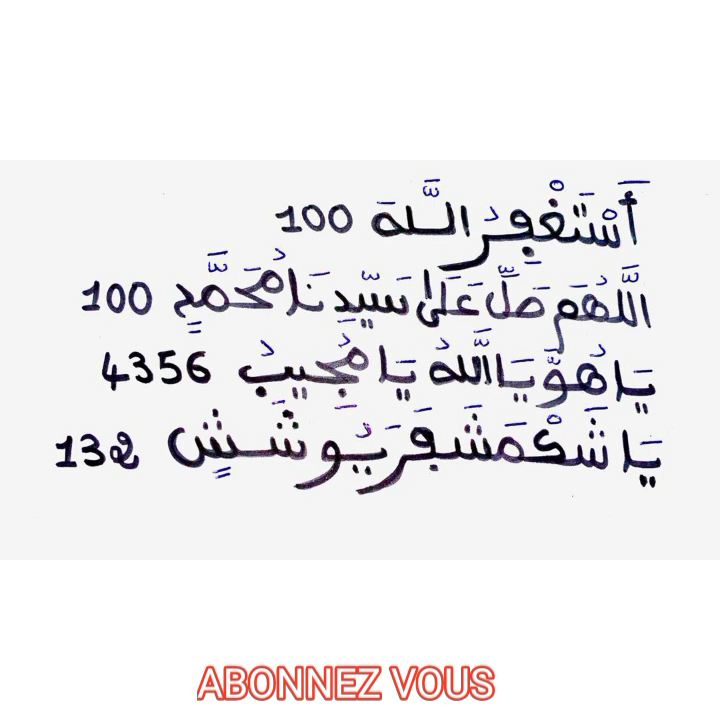 أَسْتَغْفِرُ اللَّهَ 100
اللَّهُمَ صَلِّ عَلَىٰ سَيِّدِنَا مُحَمَّدٍ 100
يَا هُوَّ يَا اللَّهُ يَا مُجِيبُ 4356
يَا شَكْمَشَفَرَيُوشَشٍ 132
ABONNEZ VOUS